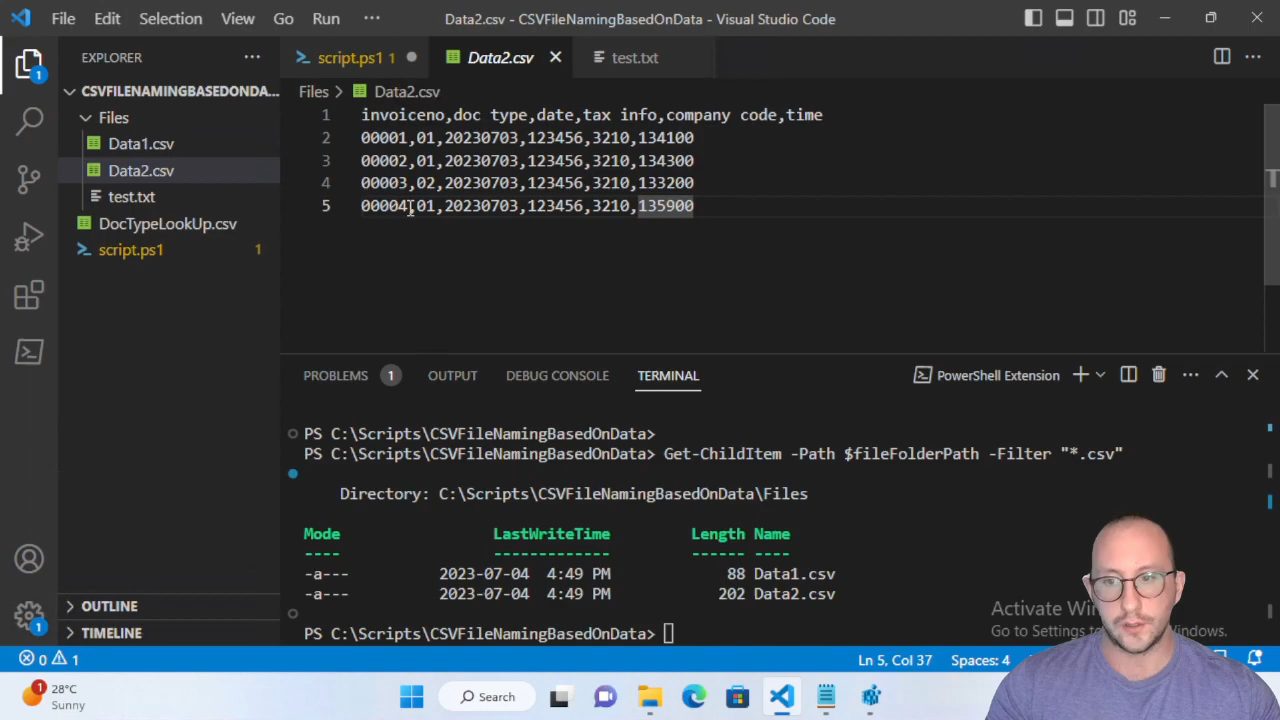 File Edit Selection View Go Run ··· Data2.csv - CSVFileNamingBasedOnData - Visual Studio Code
EXPLORER ···
script.ps1 1 Data2.csv test.txt ···
1
CSVFILENAMINGBASEDONDA...
Files
Data1.csv
Data2.csv
test.txt
DocTypeLookUp.csv
script.ps1 1
Files > Data2.csv
1 invoiceno,doc type,date,tax info,company code,time
2 00001,01,20230703,123456,3210,134100
3 00002,01,20230703,123456,3210,134300
4 00003,02,20230703,123456,3210,133200
5 00004,01,20230703,123456,3210,135900
PROBLEMS 1 OUTPUT DEBUG CONSOLE TERMINAL PowerShell Extension ···
PS C:\Scripts\CSVFileNamingBasedOnData>
PS C:\Scripts\CSVFileNamingBasedOnData> Get-ChildItem -Path $fileFolderPath -Filter "*.csv"
Directory: C:\Scripts\CSVFileNamingBasedOnData\Files
Mode LastWriteTime Length Name
---- ------------- ------ ----
-a--- 2023-07-04 4:49 PM 88 Data1.csv
-a--- 2023-07-04 4:49 PM 202 Data2.csv
PS C:\Scripts\CSVFileNamingBasedOnData>
OUTLINE
TIMELINE
1
Activate Win
Go to Settings to ndows.
0 1 Ln 5, Col 37 Spaces: 4
1
28°C
Sunny
Search